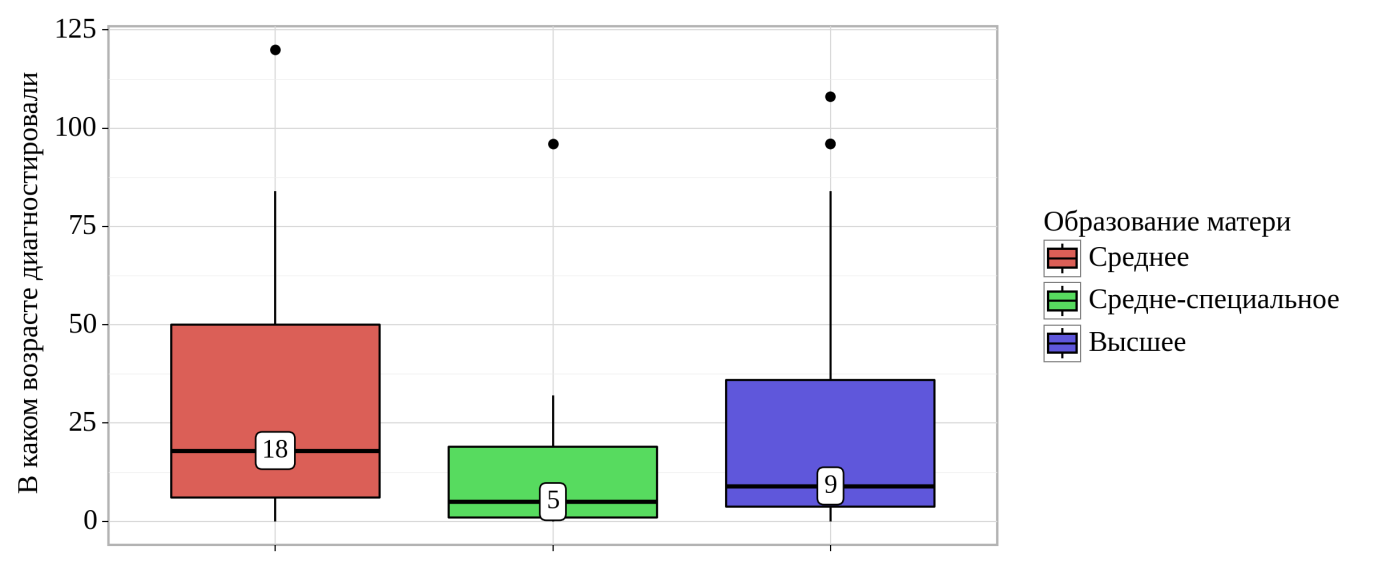 В каком возрасте диагностировали
125
100
75
50
25
0
18
5
9
Образование матери
Среднее
Средне-специальное
Высшее